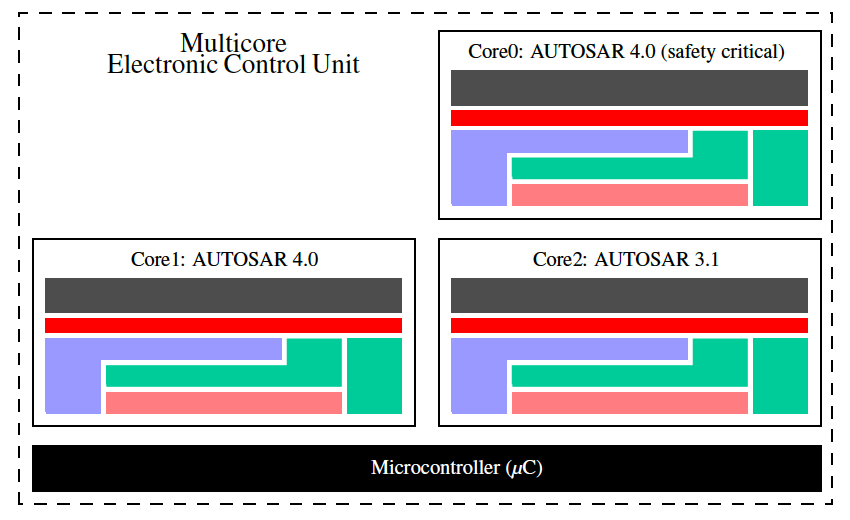 Multicore
Electronic Control Unit
Core0: AUTOSAR 4.0 (safety critical)
Core1: AUTOSAR 4.0
Core2: AUTOSAR 3.1
Microcontroller (μC)